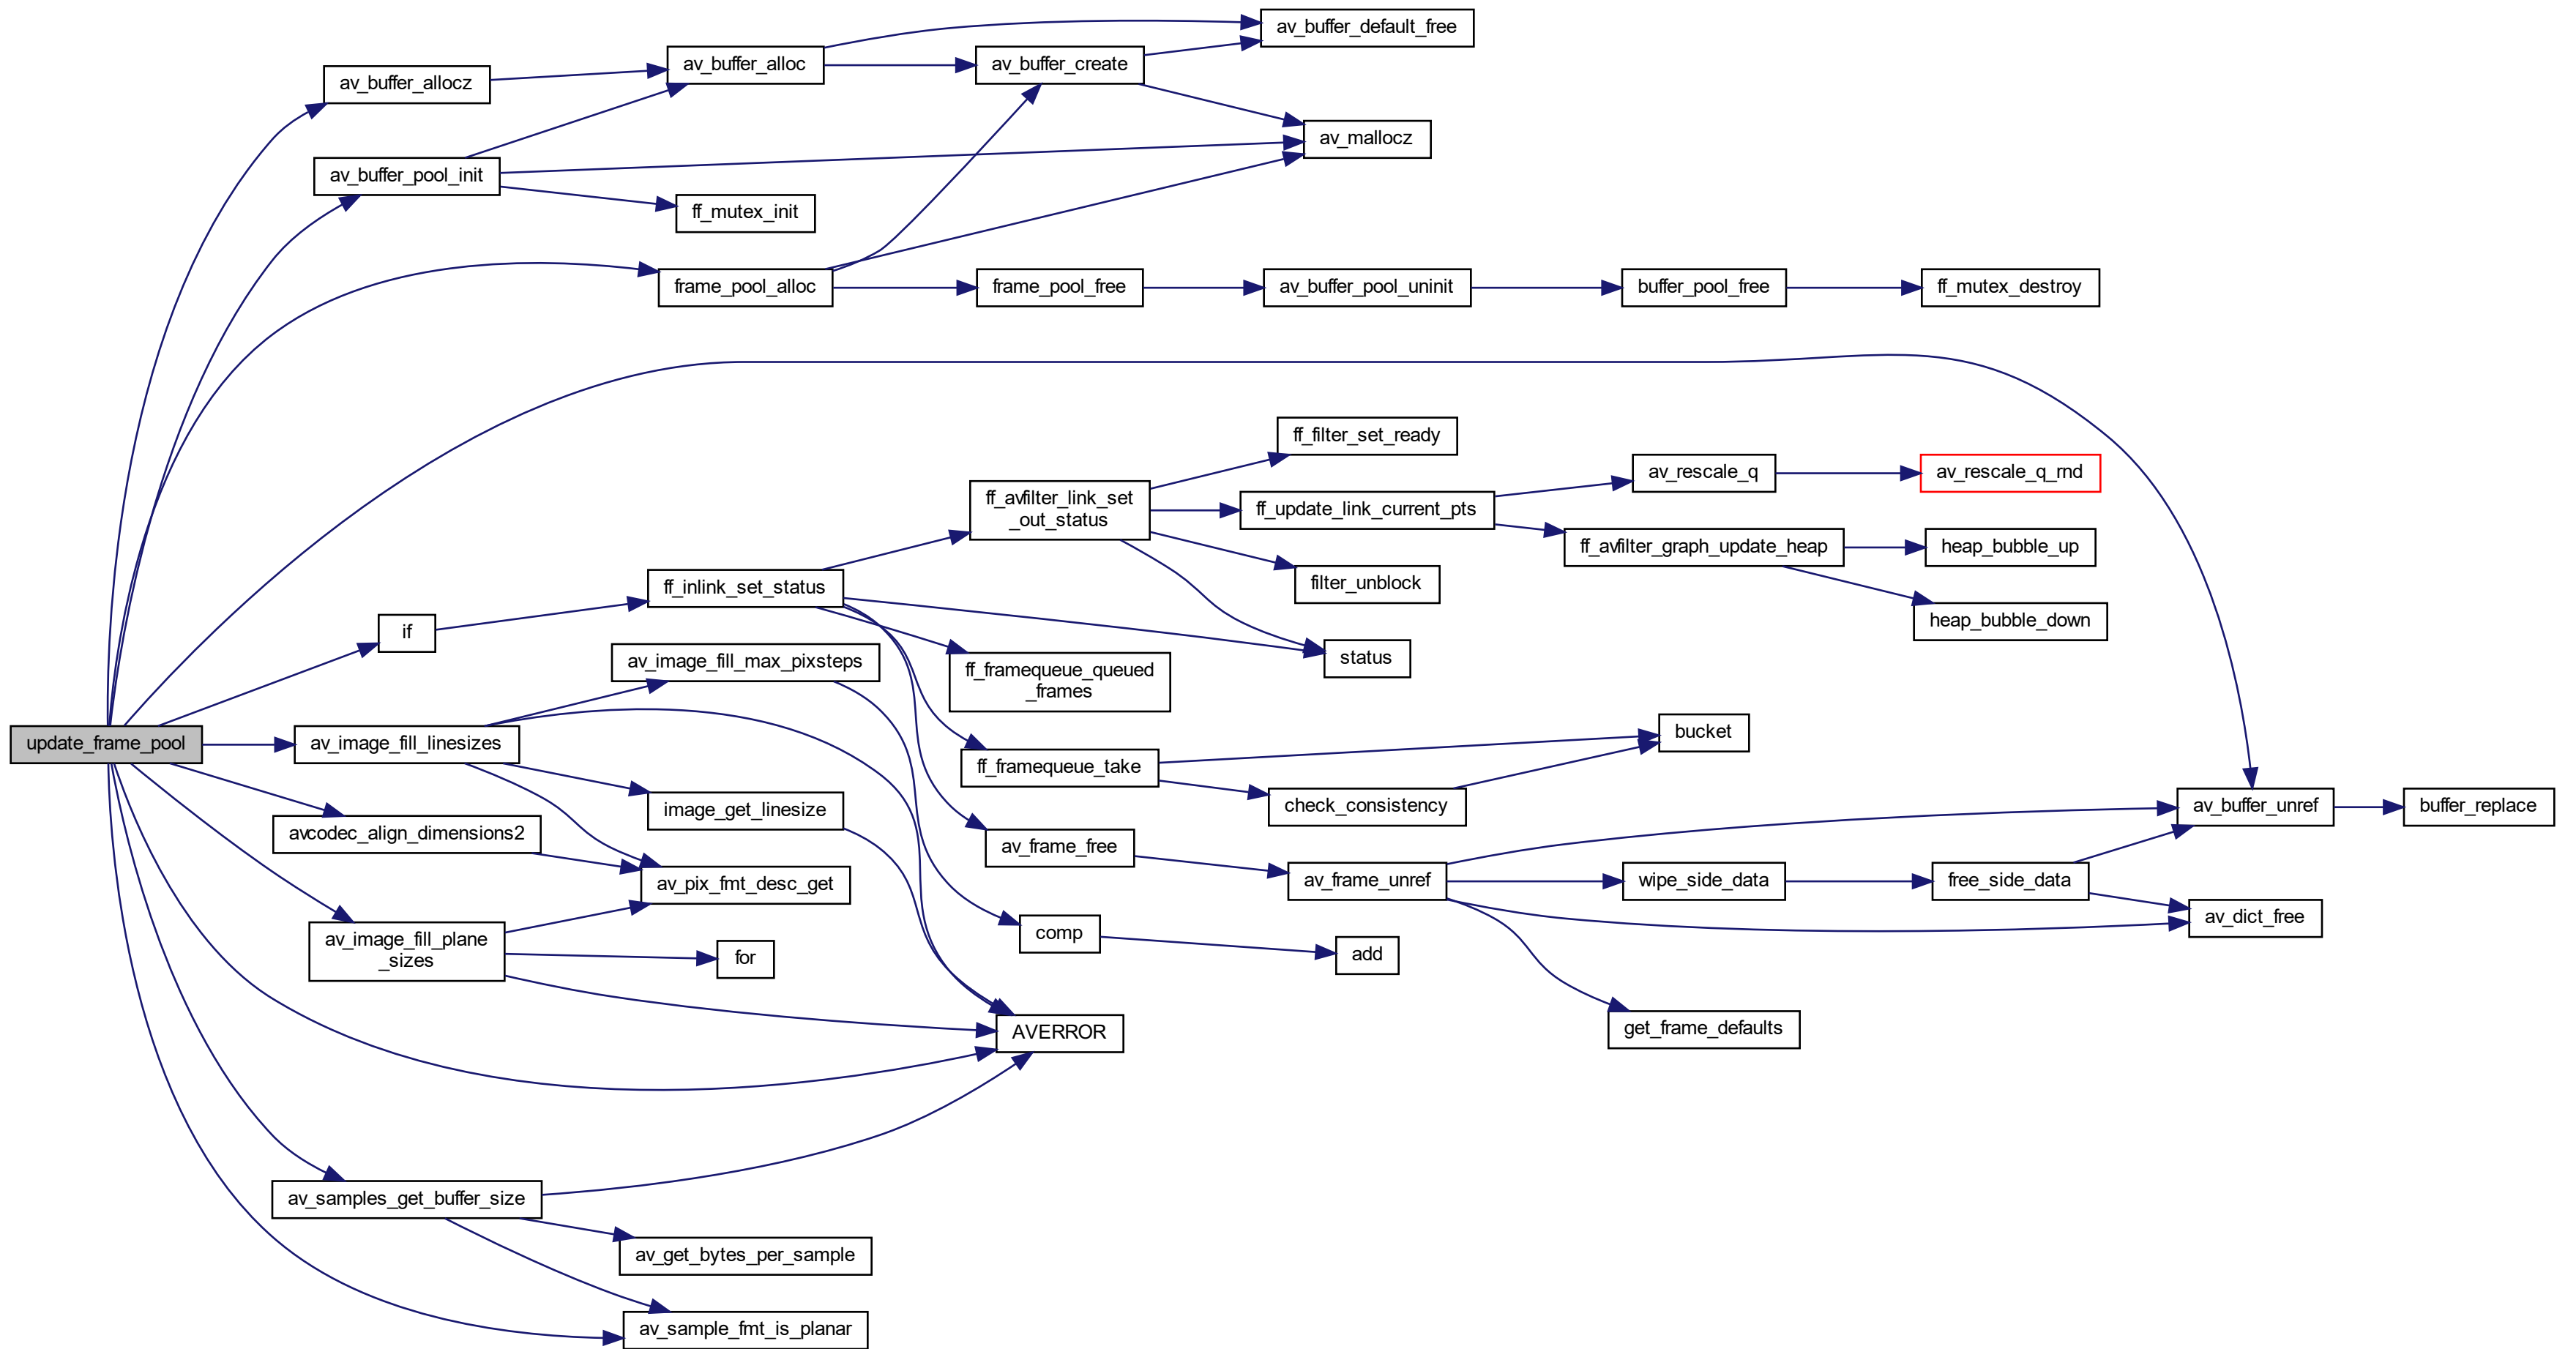 av_buffer_default_free
av_buffer_alloc
av_buffer_create
av_buffer_allocz
av_mallocz
av_buffer_pool_init
ff_mutex_init
frame_pool_alloc
frame_pool_free
av_buffer_pool_uninit
buffer_pool_free
ff_mutex_destroy
ff_filter_set_ready
av_rescale_q
av_rescale_q_rnd
ff_avfilter_link_set
_out_status
ff_update_link_current_pts
ff_avfilter_graph_update_heap
heap_bubble_up
ff_inlink_set_status
filter_unblock
heap_bubble_down
if
status
av_image_fill_max_pixsteps
ff_framequeue_queued
_frames
update_frame_pool
av_image_fill_linesizes
bucket
ff_framequeue_take
image_get_linesize
check_consistency
av_buffer_unref
buffer_replace
avcodec_align_dimensions2
av_frame_free
av_pix_fmt_desc_get
av_frame_unref
wipe_side_data
free_side_data
av_dict_free
av_image_fill_plane
_sizes
comp
for
add
AVERROR
get_frame_defaults
av_samples_get_buffer_size
av_get_bytes_per_sample
av_sample_fmt_is_planar